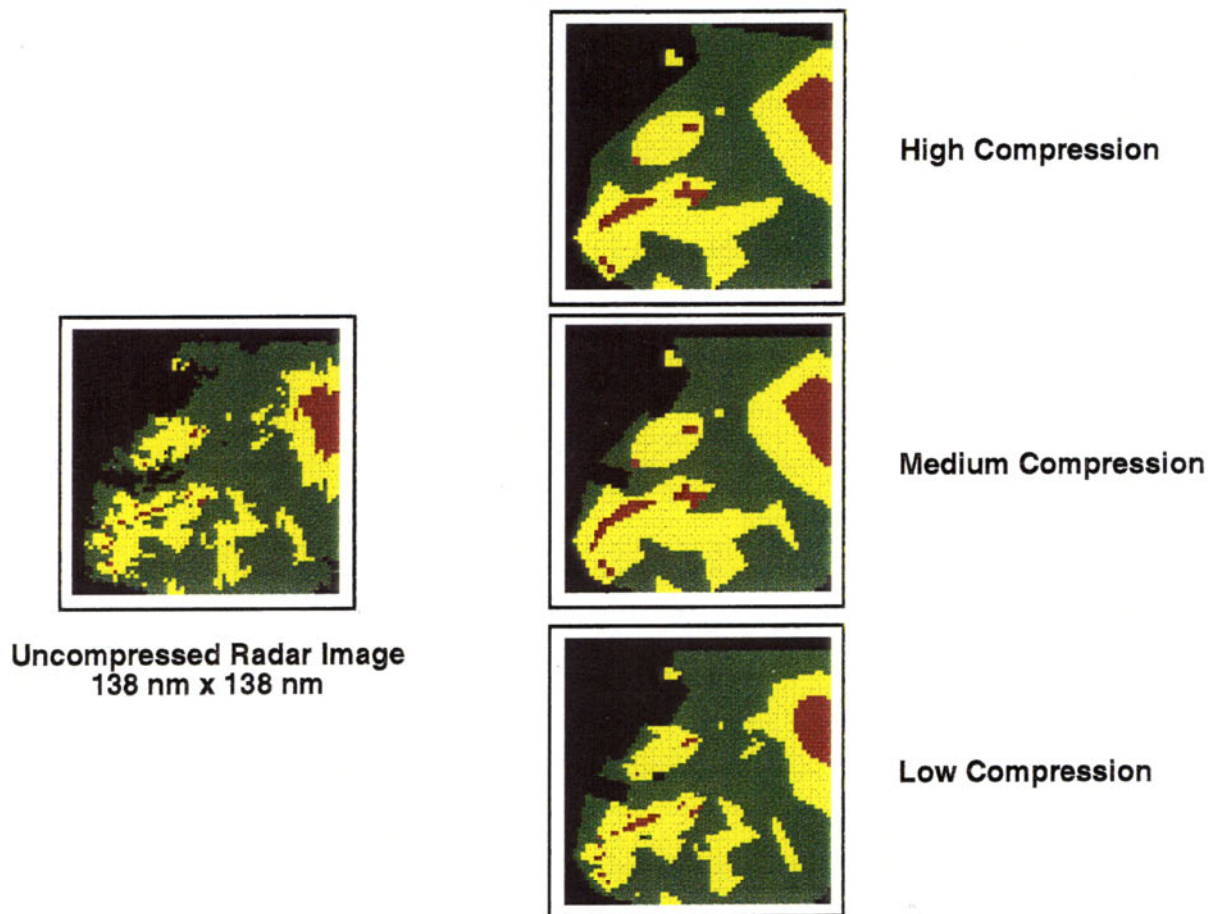 High Compression
Medium Compression
Uncompressed Radar Image
138 nm x 138 nm
Low Compression